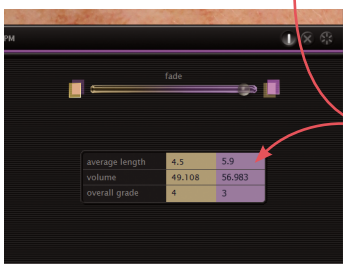 PM
fade
average length 4.5 5.9
volume 49.108 56.983
overall grade 4 3